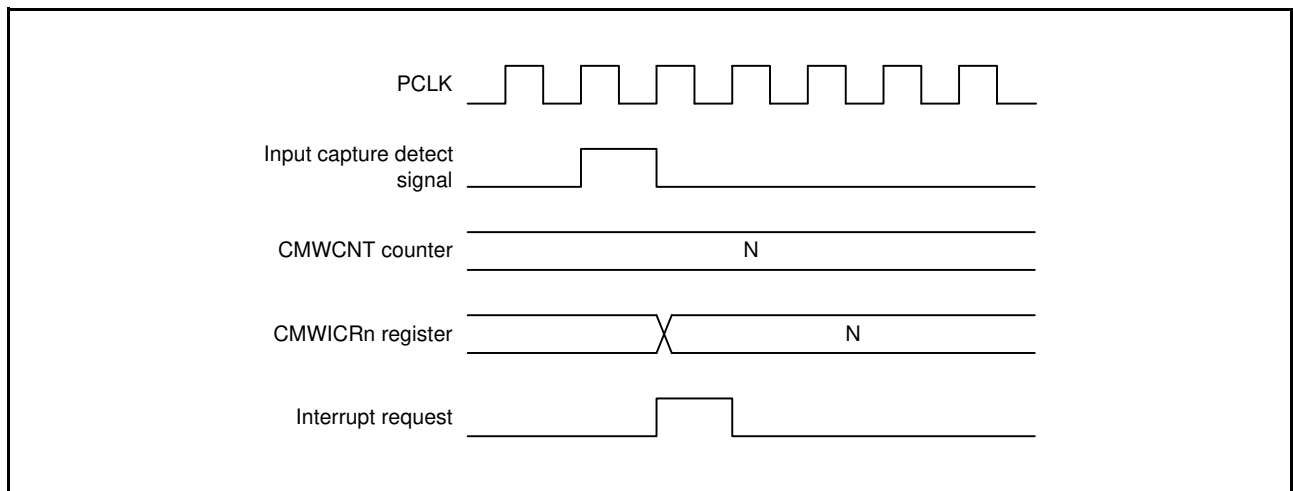 PCLK
Input capture detect
signal
CMWCNT counter
N
CMWICRn register
N
Interrupt request